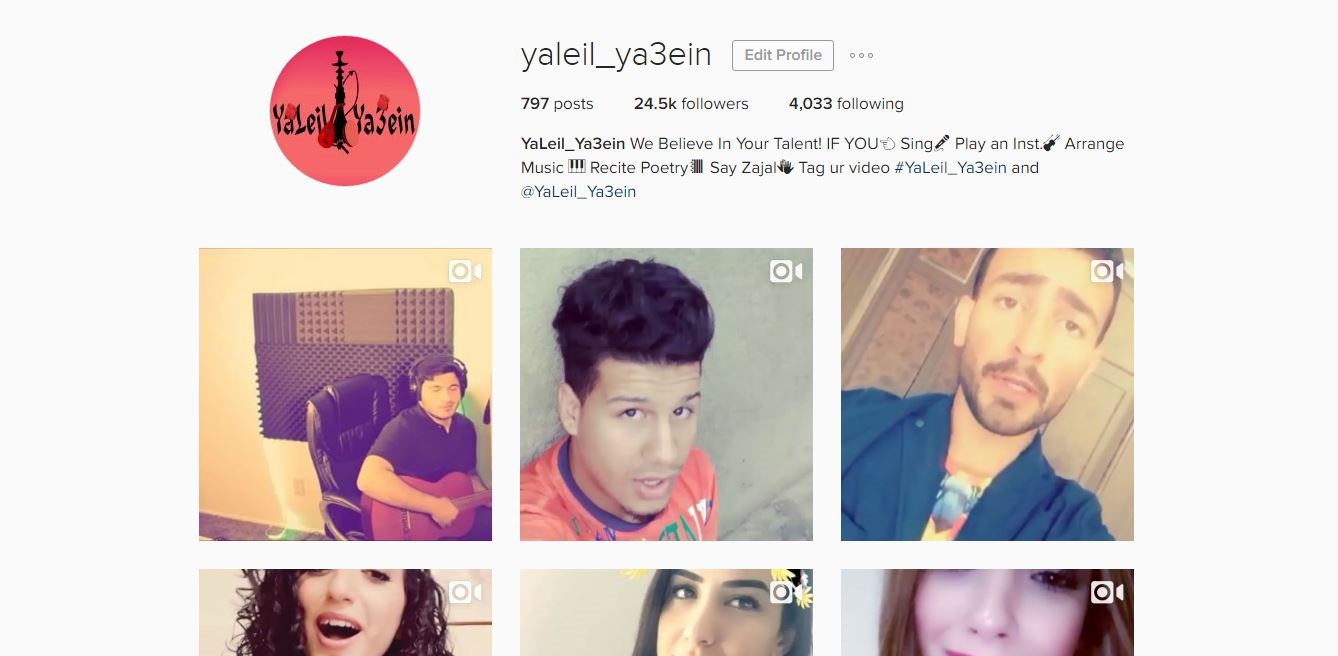 YaLeil Ya3ein
yaleil_ya3ein Edit Profile
797 posts 24.5k followers 4,033 following
YaLeil_Ya3ein We Believe In Your Talent! IF YOU Sing Play an Inst. Arrange
Music Recite Poetry Say Zajal Tag ur video #YaLeil_Ya3ein and
@YaLeil_Ya3ein